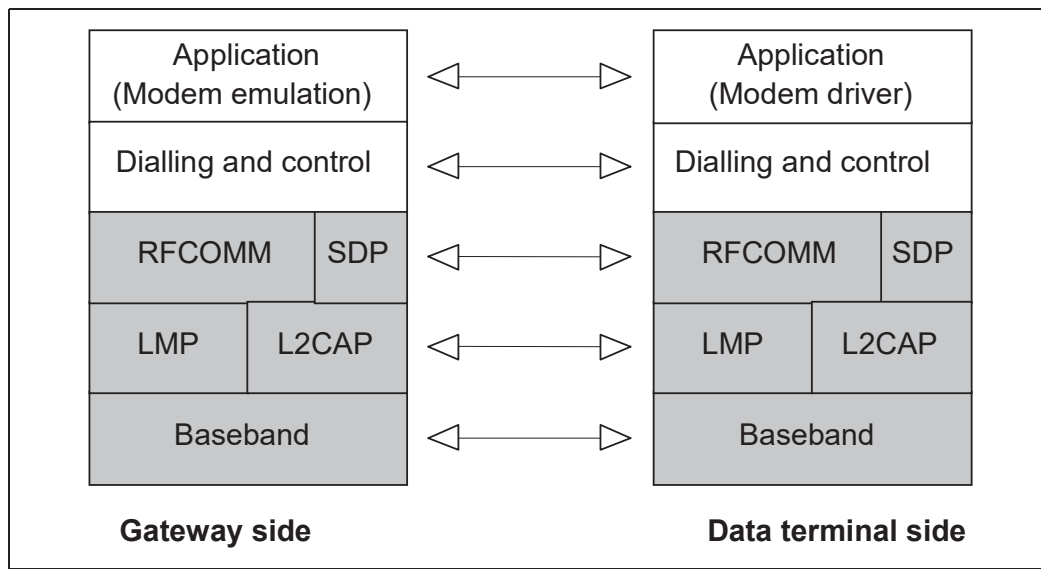 Application
(Modem emulation)
Application
(Modem driver)
Dialling and control
Dialling and control
RFCOMM SDP
RFCOMM SDP
LMP L2CAP
LMP L2CAP
Baseband
Baseband
Gateway side
Data terminal side